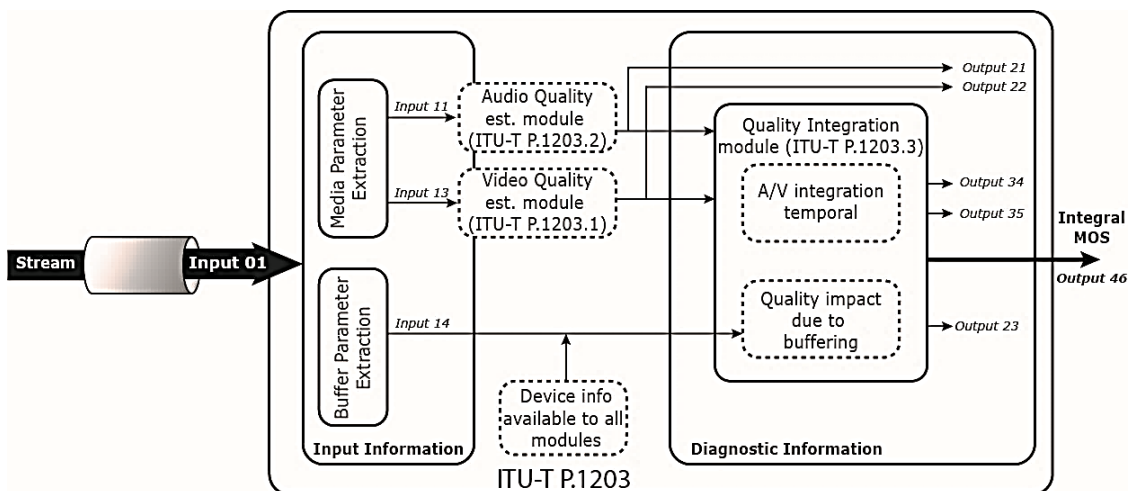 Stream
Input 01
Media Parameter
Extraction
Buffer Parameter
Extraction
Input Information
Input 11
Input 13
Input 14
Audio Quality
est. module
(ITU-T P.1203.2)
Video Quality
est. module
(ITU-T P.1203.1)
Device info
available to all
modules
Quality Integration
module (ITU-T P.1203.3)
A/V integration
temporal
Quality impact
due to
buffering
Diagnostic Information
Output 21
Output 22
Output 34
Output 35
Output 23
Integral
MOS
Output 46
ITU-T P.1203